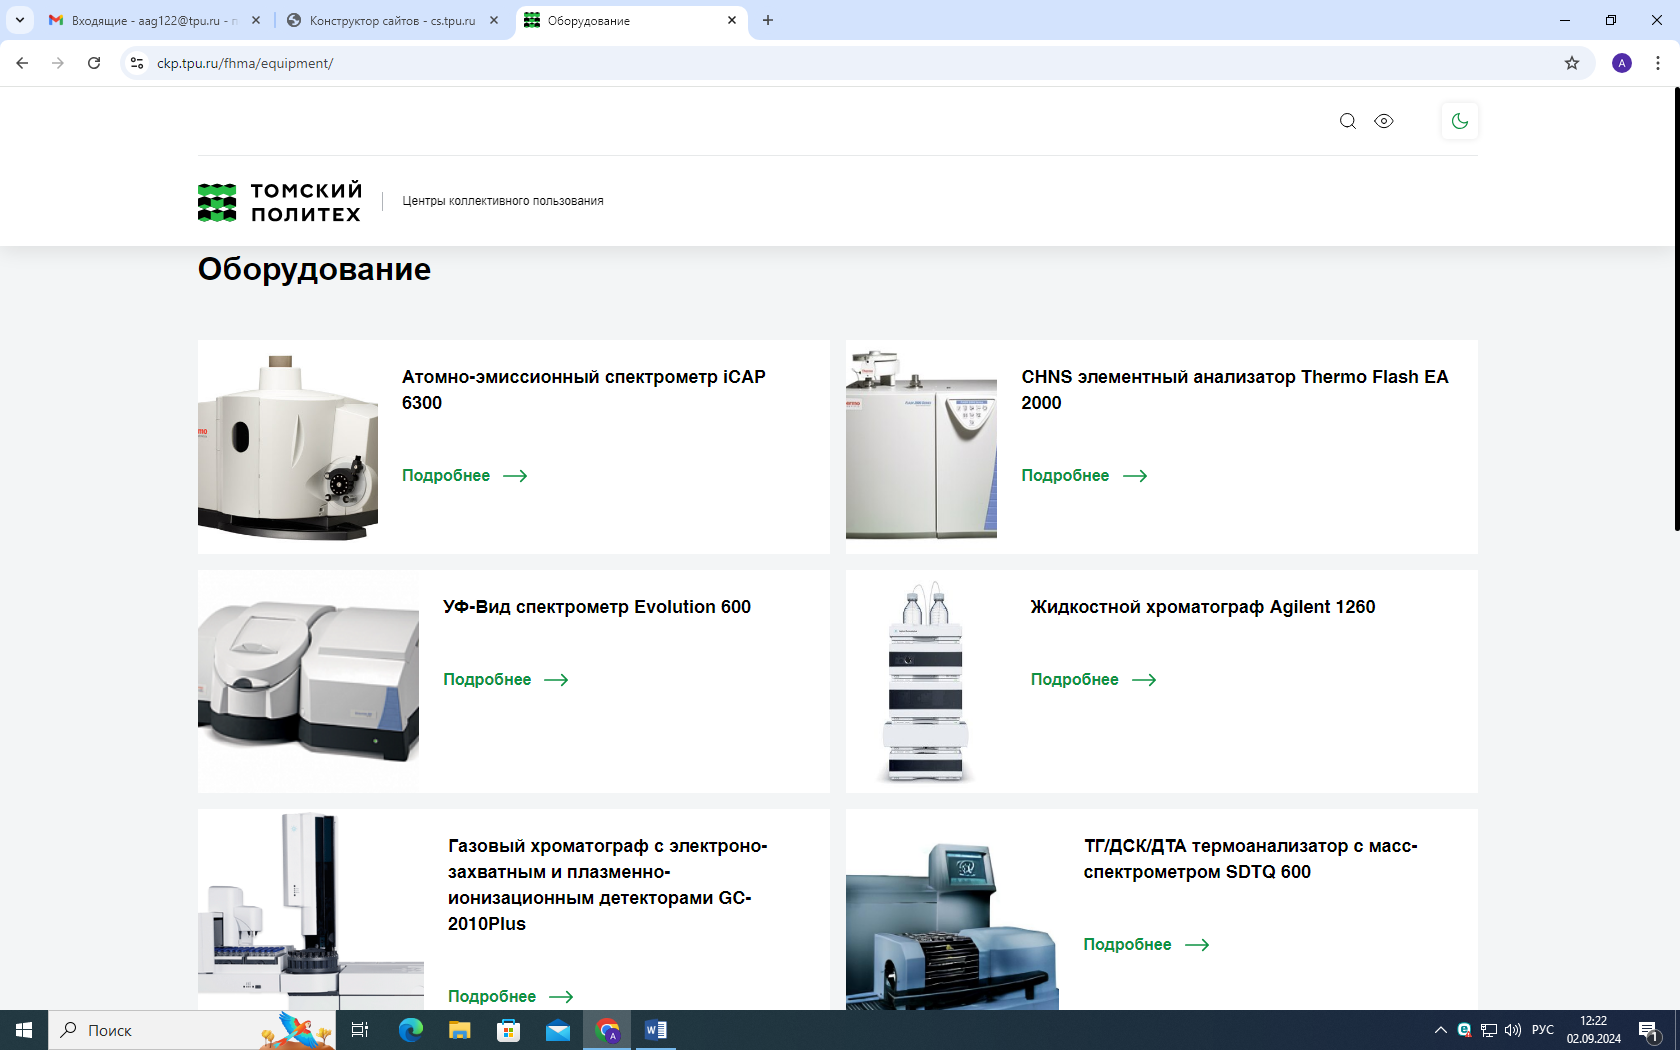 Входящие - aag122@tpu.ru - п
Конструктор сайтов - cs.tpu.ru
Оборудование
ckp.tpu.ru/fhma/equipment/
A
ТОМСКИЙ
ПОЛИТЕХ
Центры коллективного пользования
Оборудование
Атомно-эмиссионный спектрометр iCAP
6300
Подробнее
CHNS элементный анализатор Thermo Flash EA
2000
Подробнее
УФ-Вид спектрометр Evolution 600
Подробнее
Жидкостной хроматограф Agilent 1260
Подробнее
Газовый хроматограф с электроно-
захватным и плазменно-
ионизационным детекторами GC-
2010Plus
Подробнее
ТГ/ДСК/ДТА термоанализатор с масс-
спектрометром SDTQ 600
Подробнее
Поиск
A
W
РУС
12:22
02.09.2024
1